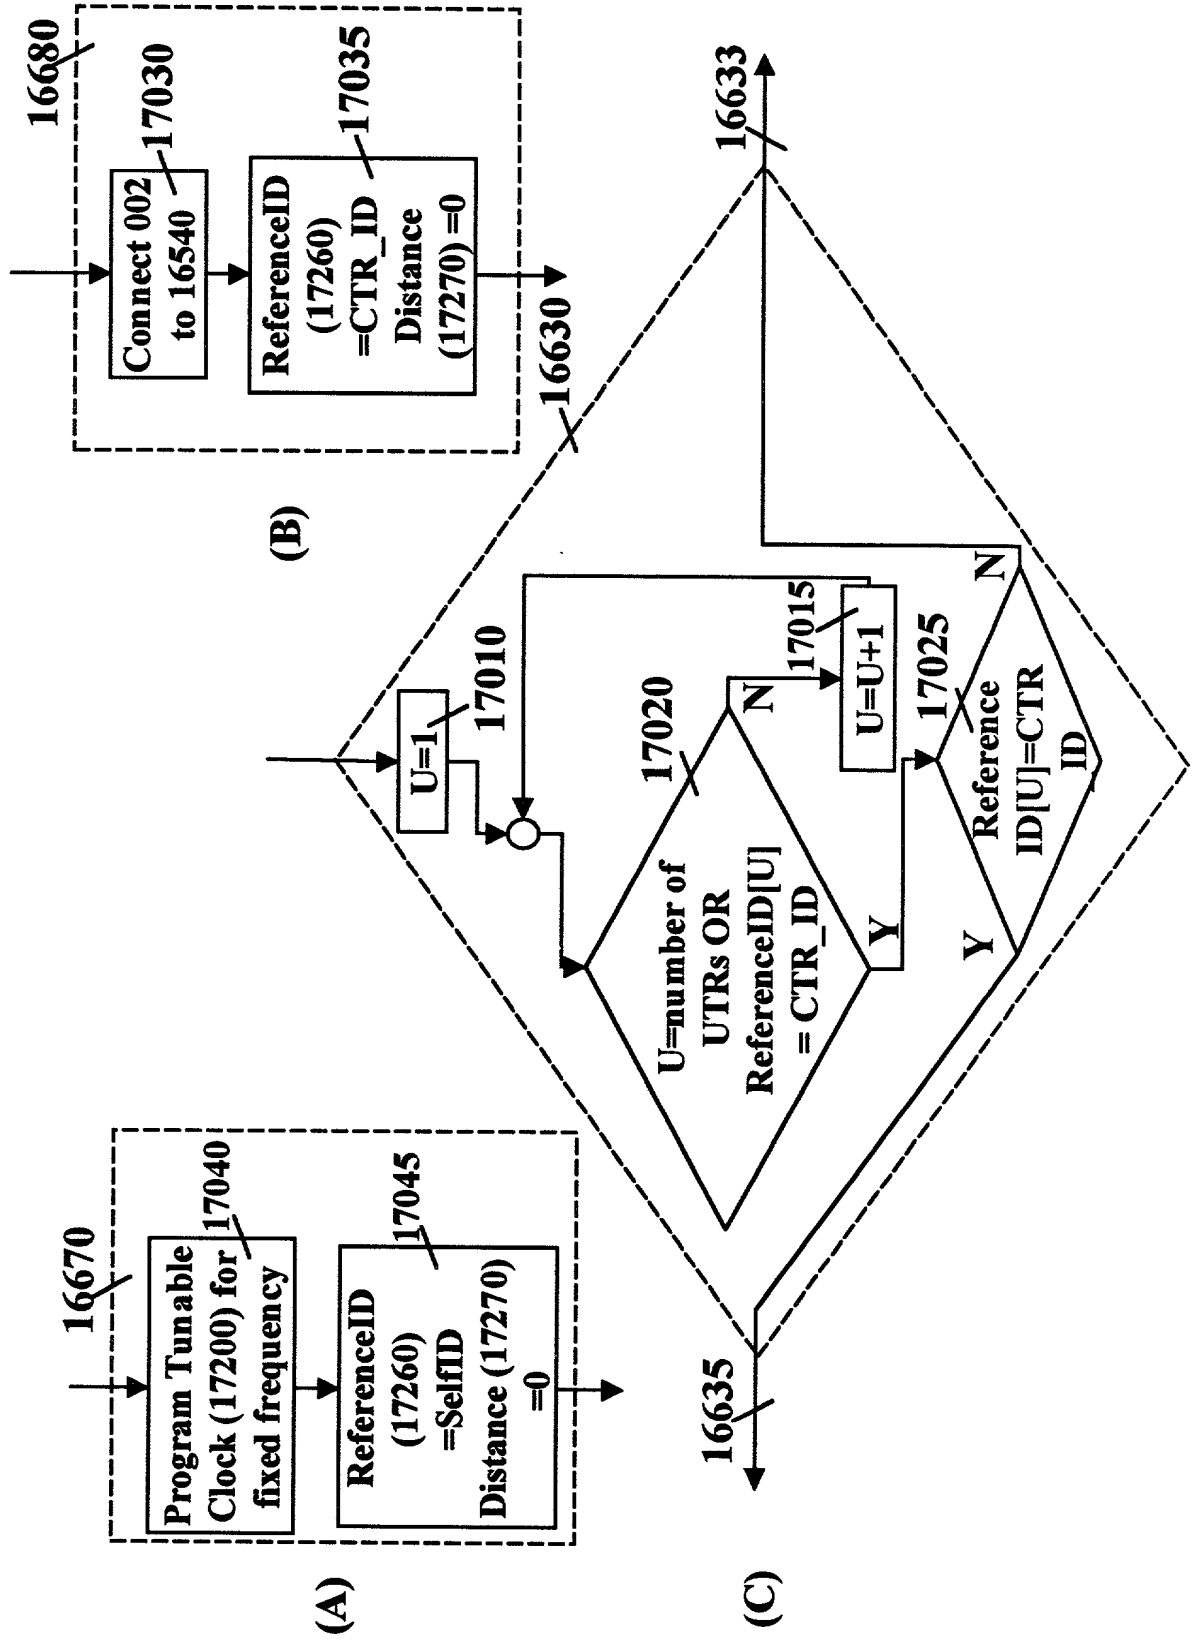 16670
Program Tunable
Clock (17200) for
fixed frequency
17040
ReferenceID
(17260)
=SelfID
Distance (17270)
=0
17045
(A)
16680
Connect 002
to 16540
17030
ReferenceID
(17260)
=CTR_ID
Distance
(17270) =0
17035
(B)
16630
U=1
17010
U=number of
UTRs OR
ReferenceID[U]
= CTR_ID
17020
N
Y
U=U+1
17015
Reference
ID[U]=CTR
ID
17025
Y
N
16635
16633
(C)